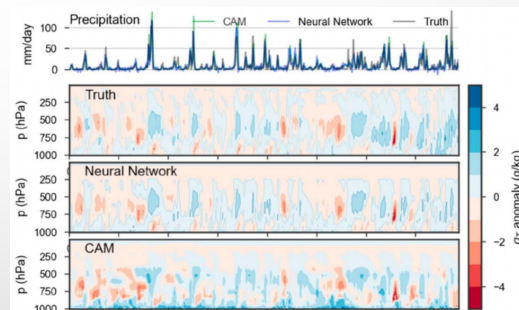 Precipitation
CAM
Neural Network
Truth
mm/day
100
50
0
Truth
p (hPa)
250
500
750
1000
Neural Network
p (hPa)
250
500
750
1000
CAM
p (hPa)
250
500
750
1000
4
2
0
−2
−4
anomaly (g/kg)